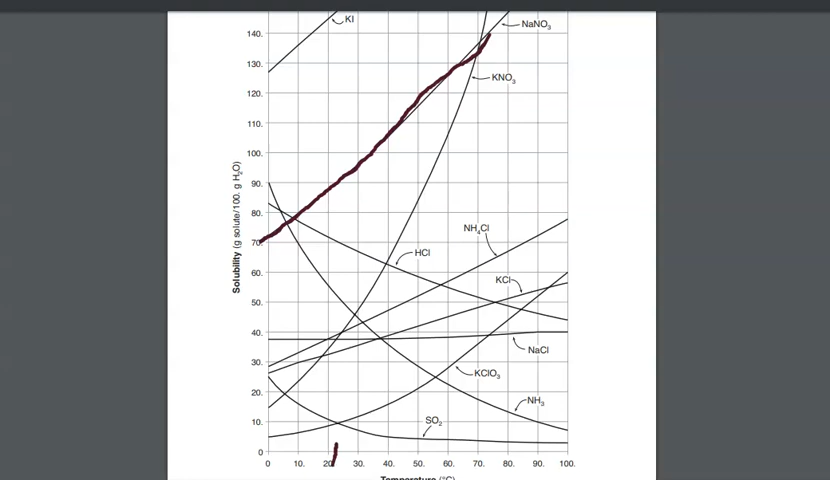 KI
NaNO₃
140.
130.
KNO₃
120.
110.
100.
90.
80.
NH₄Cl
70.
HCl
60.
KCl
50.
40.
NaCl
30.
KClO₃
20.
NH₃
10.
SO₂
0
Solubility (g solute/100. g H₂O)
0 10. 20. 30. 40. 50. 60. 70. 80. 90. 100.
Temperature (°C)